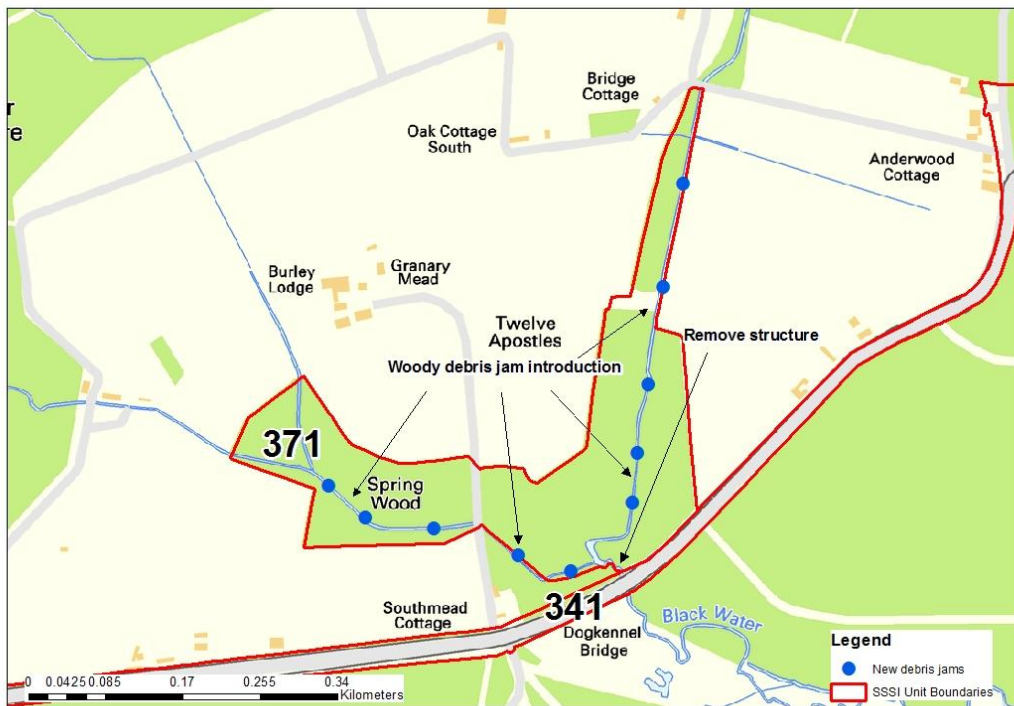 Bridge
Cottage
Oak Cottage
South
r
re
Anderwood
Cottage
Burley
Lodge
Granary
Mead
Twelve
Apostles
Remove structure
Woody debris jam introduction
371
Spring
Wood
Southmead
Cottage
341
Dogkennel
Bridge
Black Water
Legend
New debris jams
SSSI Unit Boundaries
0 0.0425 0.085 0.17 0.255 0.34
Kilometers